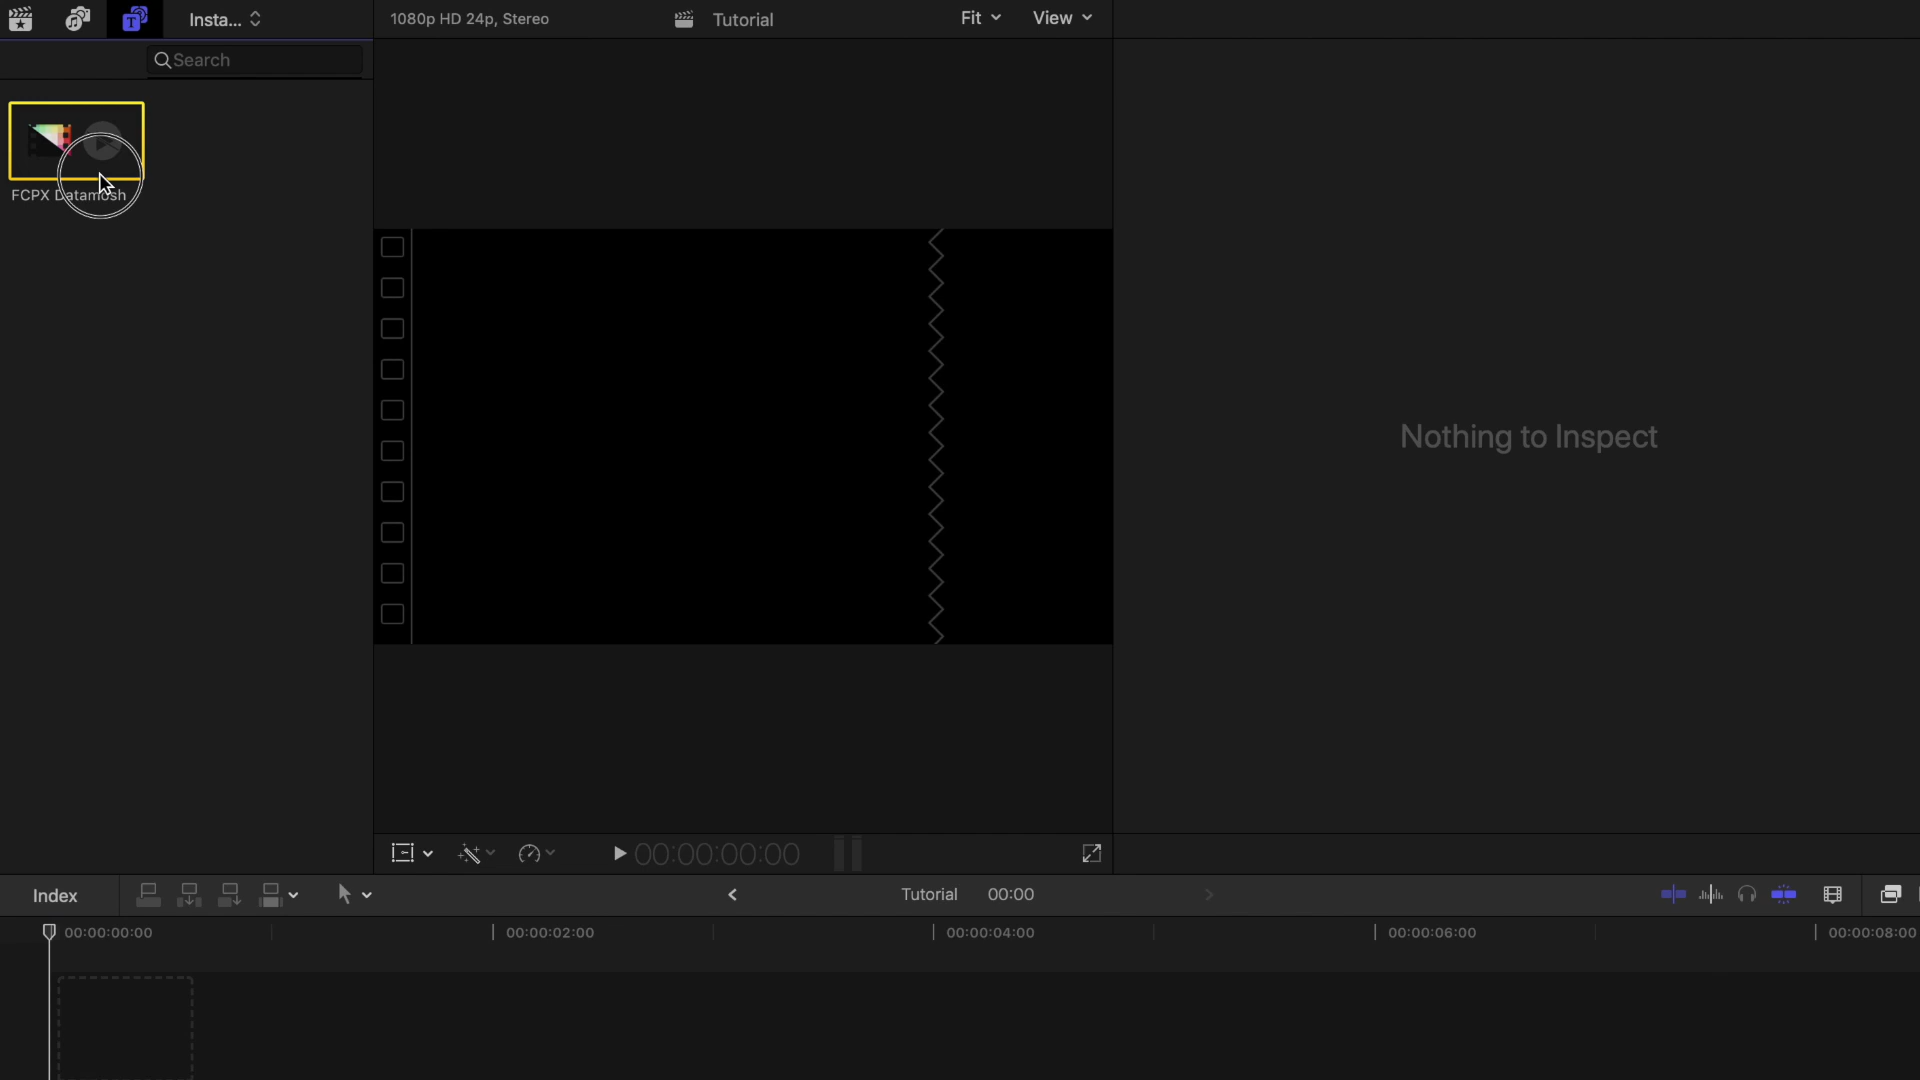 Insta...
1080p HD 24p, Stereo
Tutorial
Fit
View
Search
FCPX Datamosh
Nothing to Inspect
00:00:00:00
Index
Tutorial
00:00
00:00:00:00
00:00:02:00
00:00:04:00
00:00:06:00
00:00:08:00